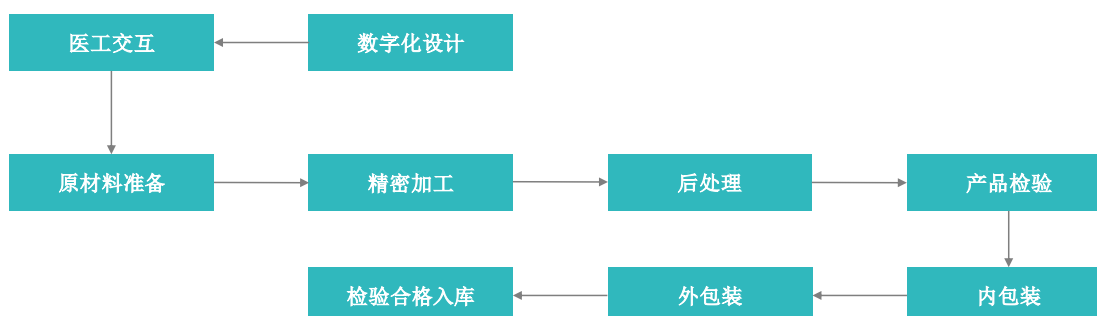 医工交互
数字化设计
原材料准备
精密加工
后处理
产品检验
检验合格入库
外包装
内包装